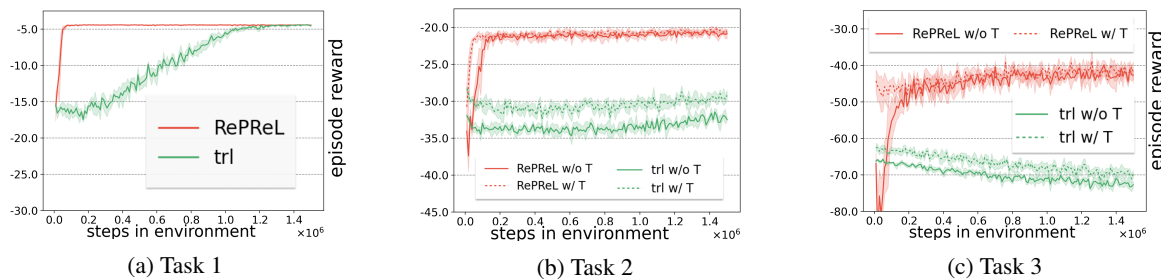 -5.0
-10.0
-15.0
-20.0
-25.0
-30.0
RePReL
trl
0.0 0.2 0.4 0.6 0.8 1.0 1.2 1.4
steps in environment ×10⁶
(a) Task 1
episode reward
-20.0
-25.0
-30.0
-35.0
-40.0
-45.0
RePReL w/o T trl w/o T
RePReL w/ T trl w/ T
0.0 0.2 0.4 0.6 0.8 1.0 1.2 1.4
steps in environment ×10⁶
(b) Task 2
-30.0
-40.0
-50.0
-60.0
-70.0
-80.0
RePReL w/o T RePReL w/ T
trl w/o T
trl w/ T
0.0 0.2 0.4 0.6 0.8 1.0 1.2 1.4
steps in environment ×10⁶
(c) Task 3
episode reward